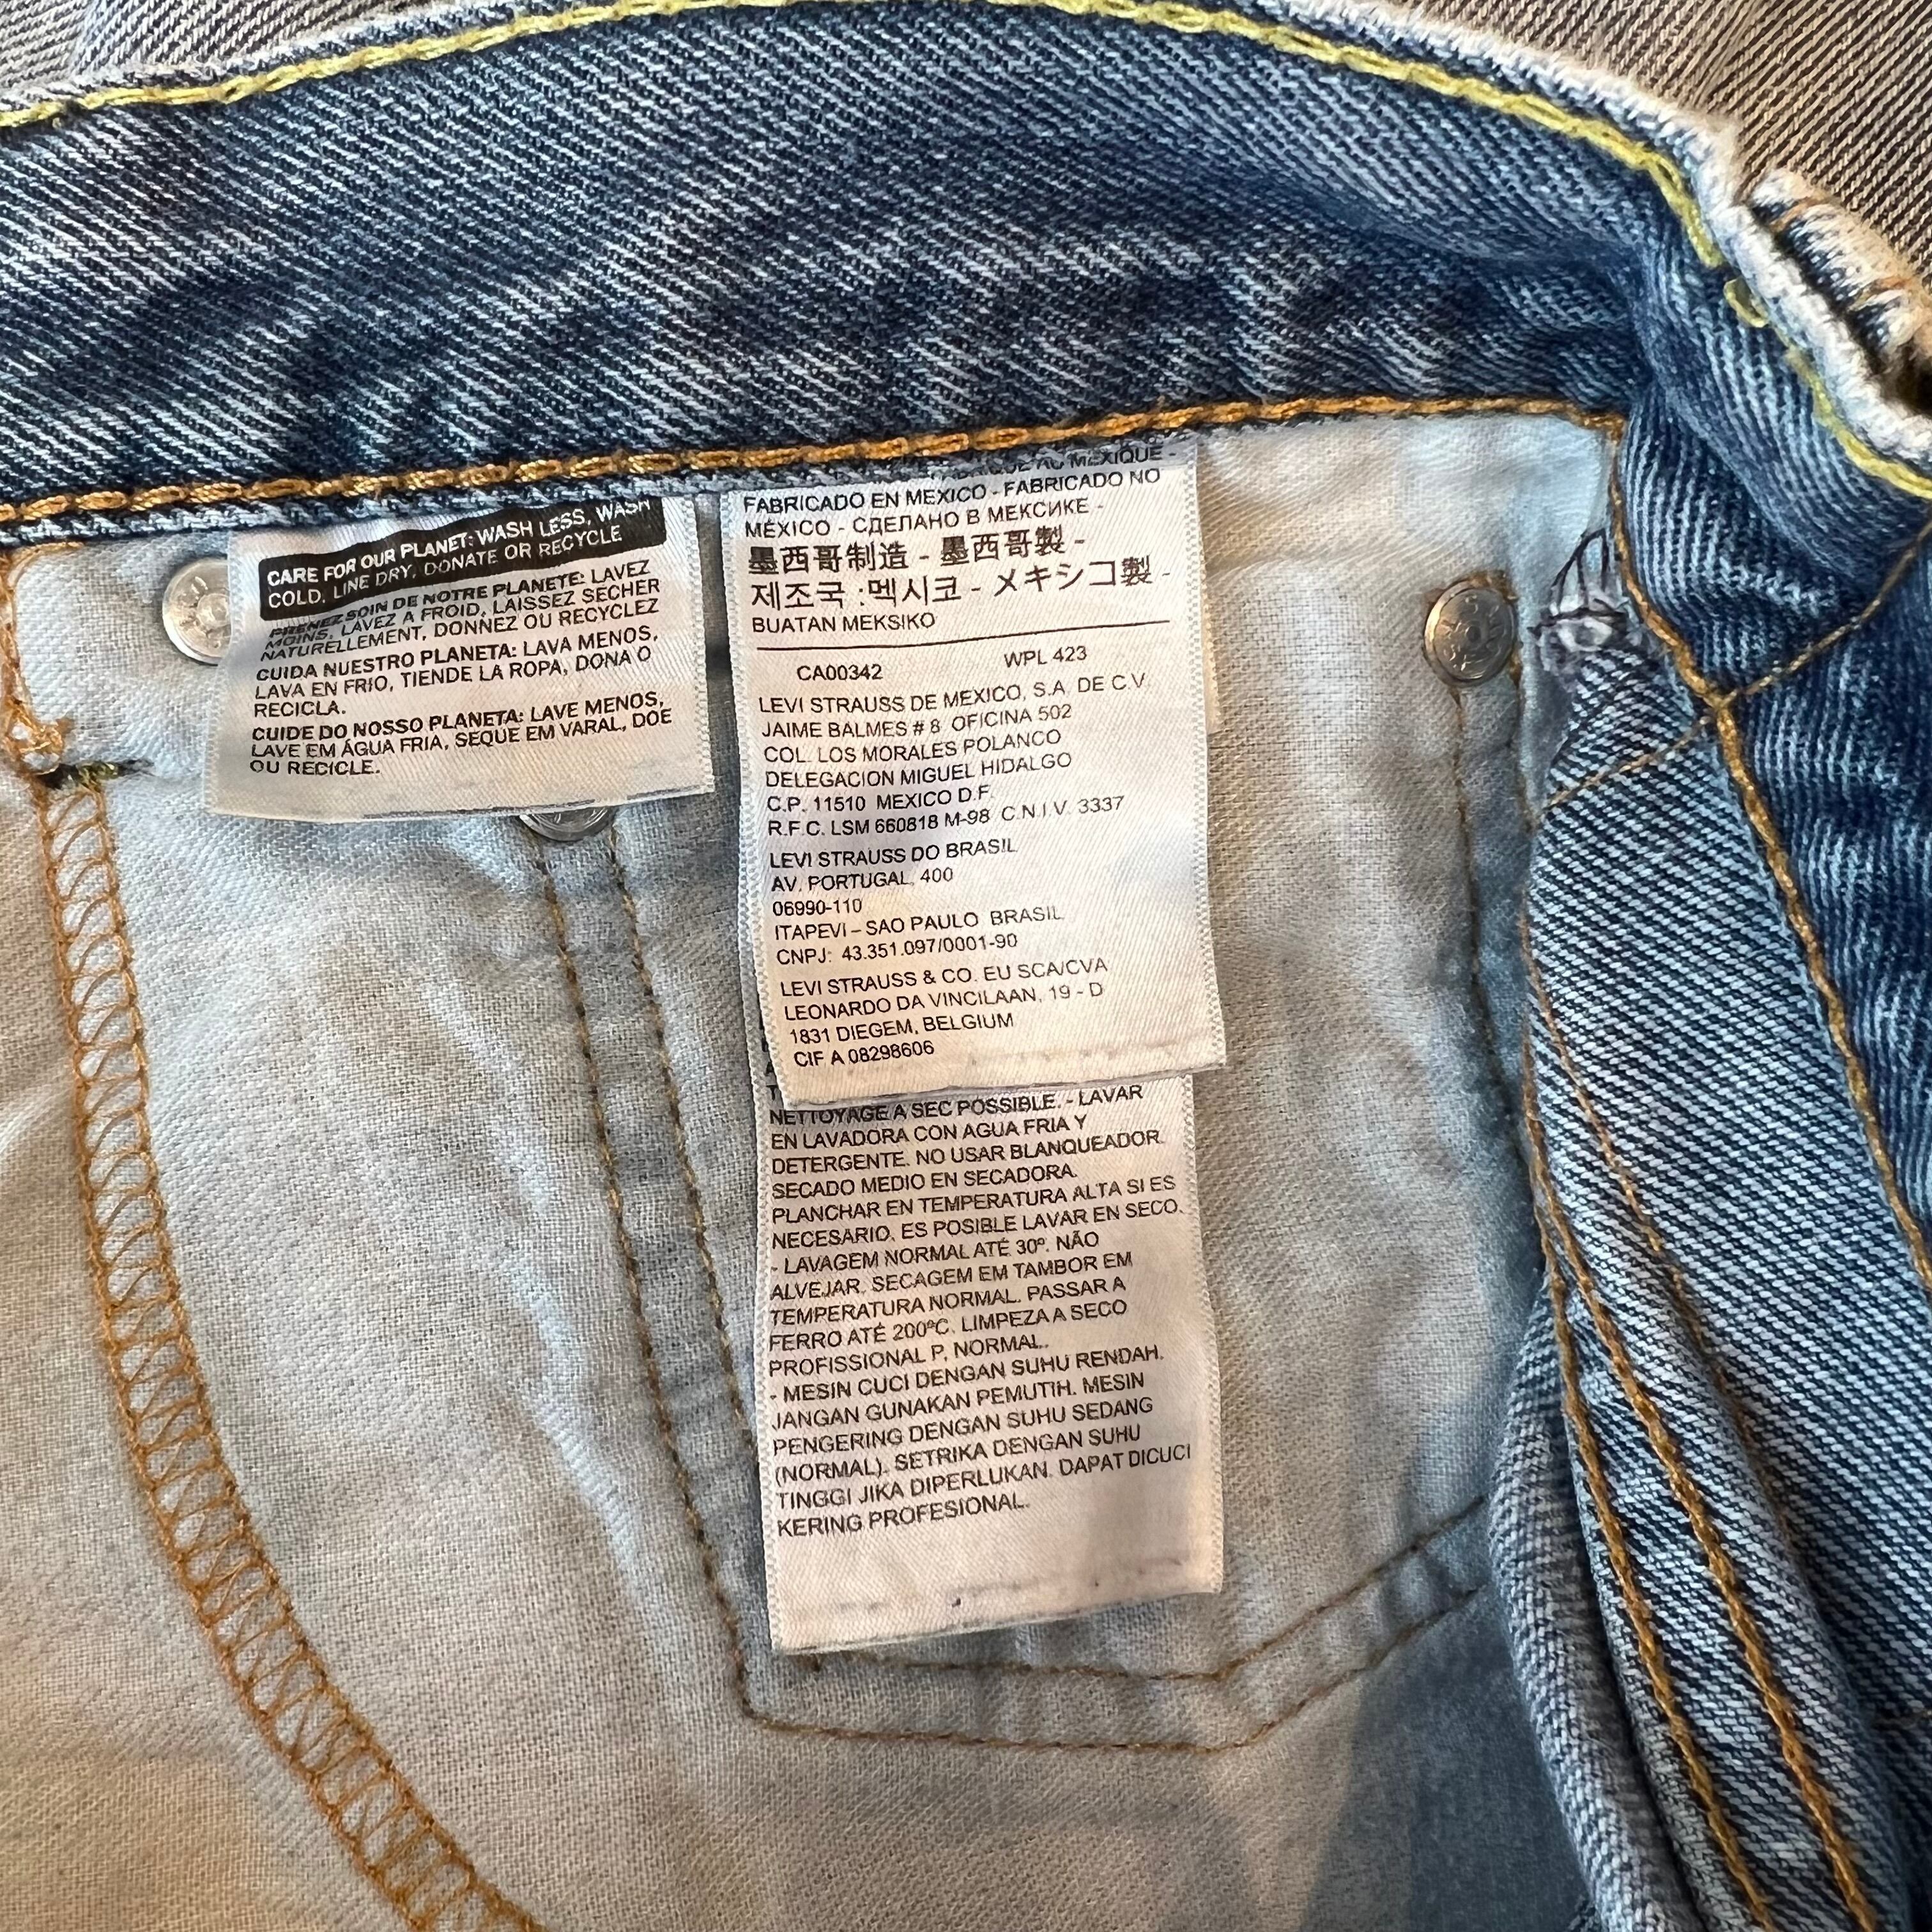 CARE FOR OUR PLANET: WASH LESS, WASH
COLD, LINE DRY, DONATE OR RECYCLE
PRENEZ SOIN DE NOTRE PLANETE: LAVEZ
MOINS, LAVEZ A FROID, LAISSEZ SECHER
NATURELLEMENT, DONNEZ OU RECYCLEZ
CUIDA NUESTRO PLANETA: LAVA MENOS,
LAVA EN FRIO, TIENDE LA ROPA, DONA O
RECICLA.
CUIDE DO NOSSO PLANETA: LAVE MENOS,
LAVE EM ÁGUA FRIA, SEQUE EM VARAL, DOE
OU RECICLE.
AU MEXIQUE -
FABRICADO EN MEXICO - FABRICADO NO
MÉXICO - СДЕЛАНО В МЕКСИКЕ -
墨西哥制造 - 墨西哥製 -
제조국 :멕시코 - メキシコ製 -
BUATAN MEKSIKO
CA00342 WPL 423
LEVI STRAUSS DE MEXICO, S.A. DE C.V.
JAIME BALMES # 8 OFICINA 502
COL. LOS MORALES POLANCO
DELEGACION MIGUEL HIDALGO
C.P. 11510 MEXICO D.F.
R.F.C. LSM 660818 M-98 C.N.I.V. 3337
LEVI STRAUSS DO BRASIL
AV. PORTUGAL, 400
06990-110
ITAPEVI – SAO PAULO BRASIL
CNPJ: 43.351.097/0001-90
LEVI STRAUSS & CO. EU SCA/CVA
LEONARDO DA VINCILAAN, 19 - D
1831 DIEGEM, BELGIUM
CIF A 08298606
NETTOYAGE A SEC POSSIBLE. - LAVAR
EN LAVADORA CON AGUA FRIA Y
DETERGENTE. NO USAR BLANQUEADOR.
SECADO MEDIO EN SECADORA.
PLANCHAR EN TEMPERATURA ALTA SI ES
NECESARIO. ES POSIBLE LAVAR EN SECO.
- LAVAGEM NORMAL ATÉ 30º. NÃO
ALVEJAR. SECAGEM EM TAMBOR EM
TEMPERATURA NORMAL. PASSAR A
FERRO ATÉ 200ºC. LIMPEZA A SECO
PROFISSIONAL P, NORMAL.
- MESIN CUCI DENGAN SUHU RENDAH.
JANGAN GUNAKAN PEMUTIH. MESIN
PENGERING DENGAN SUHU SEDANG
(NORMAL). SETRIKA DENGAN SUHU
TINGGI JIKA DIPERLUKAN. DAPAT DICUCI
KERING PROFESIONAL.